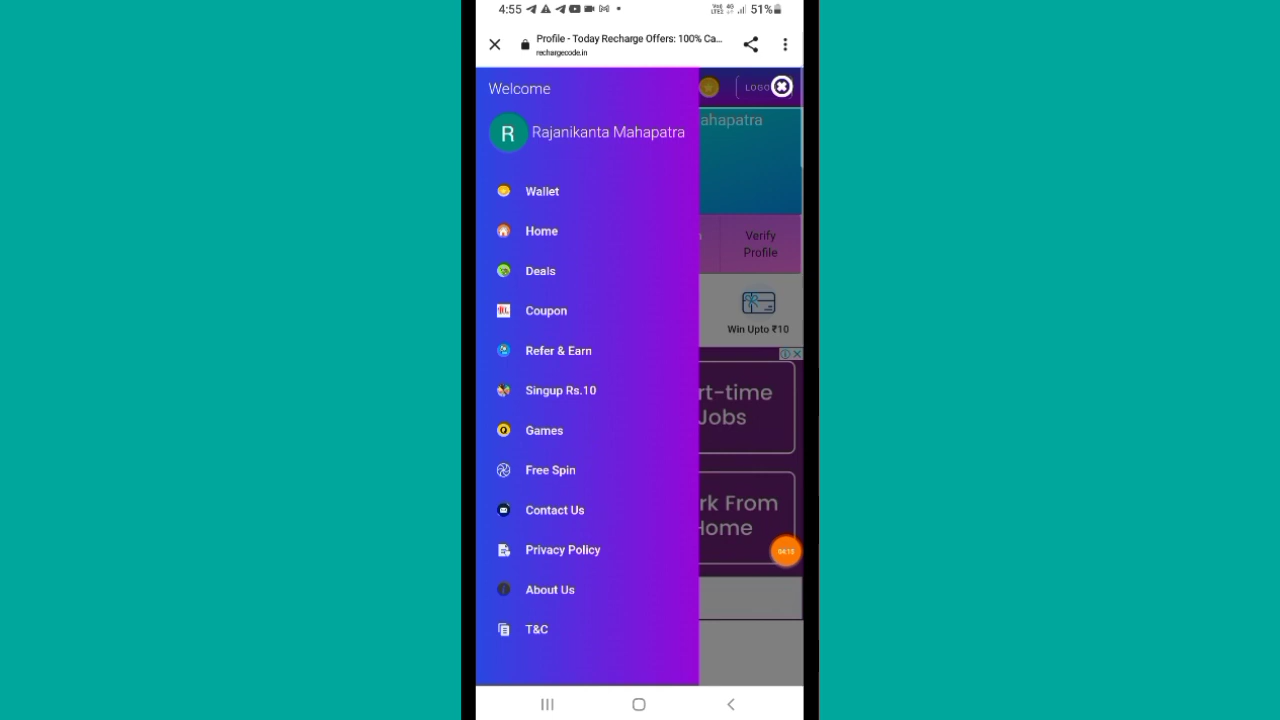 4:55 51%
Profile - Today Recharge Offers: 100% Ca...
rechargecode.in
Welcome
LOGO
R Rajanikanta Mahapatra
ahapatra
Wallet
Home
Verify
Profile
Deals
Coupon
Win Upto ₹10
Refer & Earn
Singup Rs.10
rt-time
Jobs
Games
Free Spin
Contact Us
rk From
Home
Privacy Policy
04:15
About Us
T&C